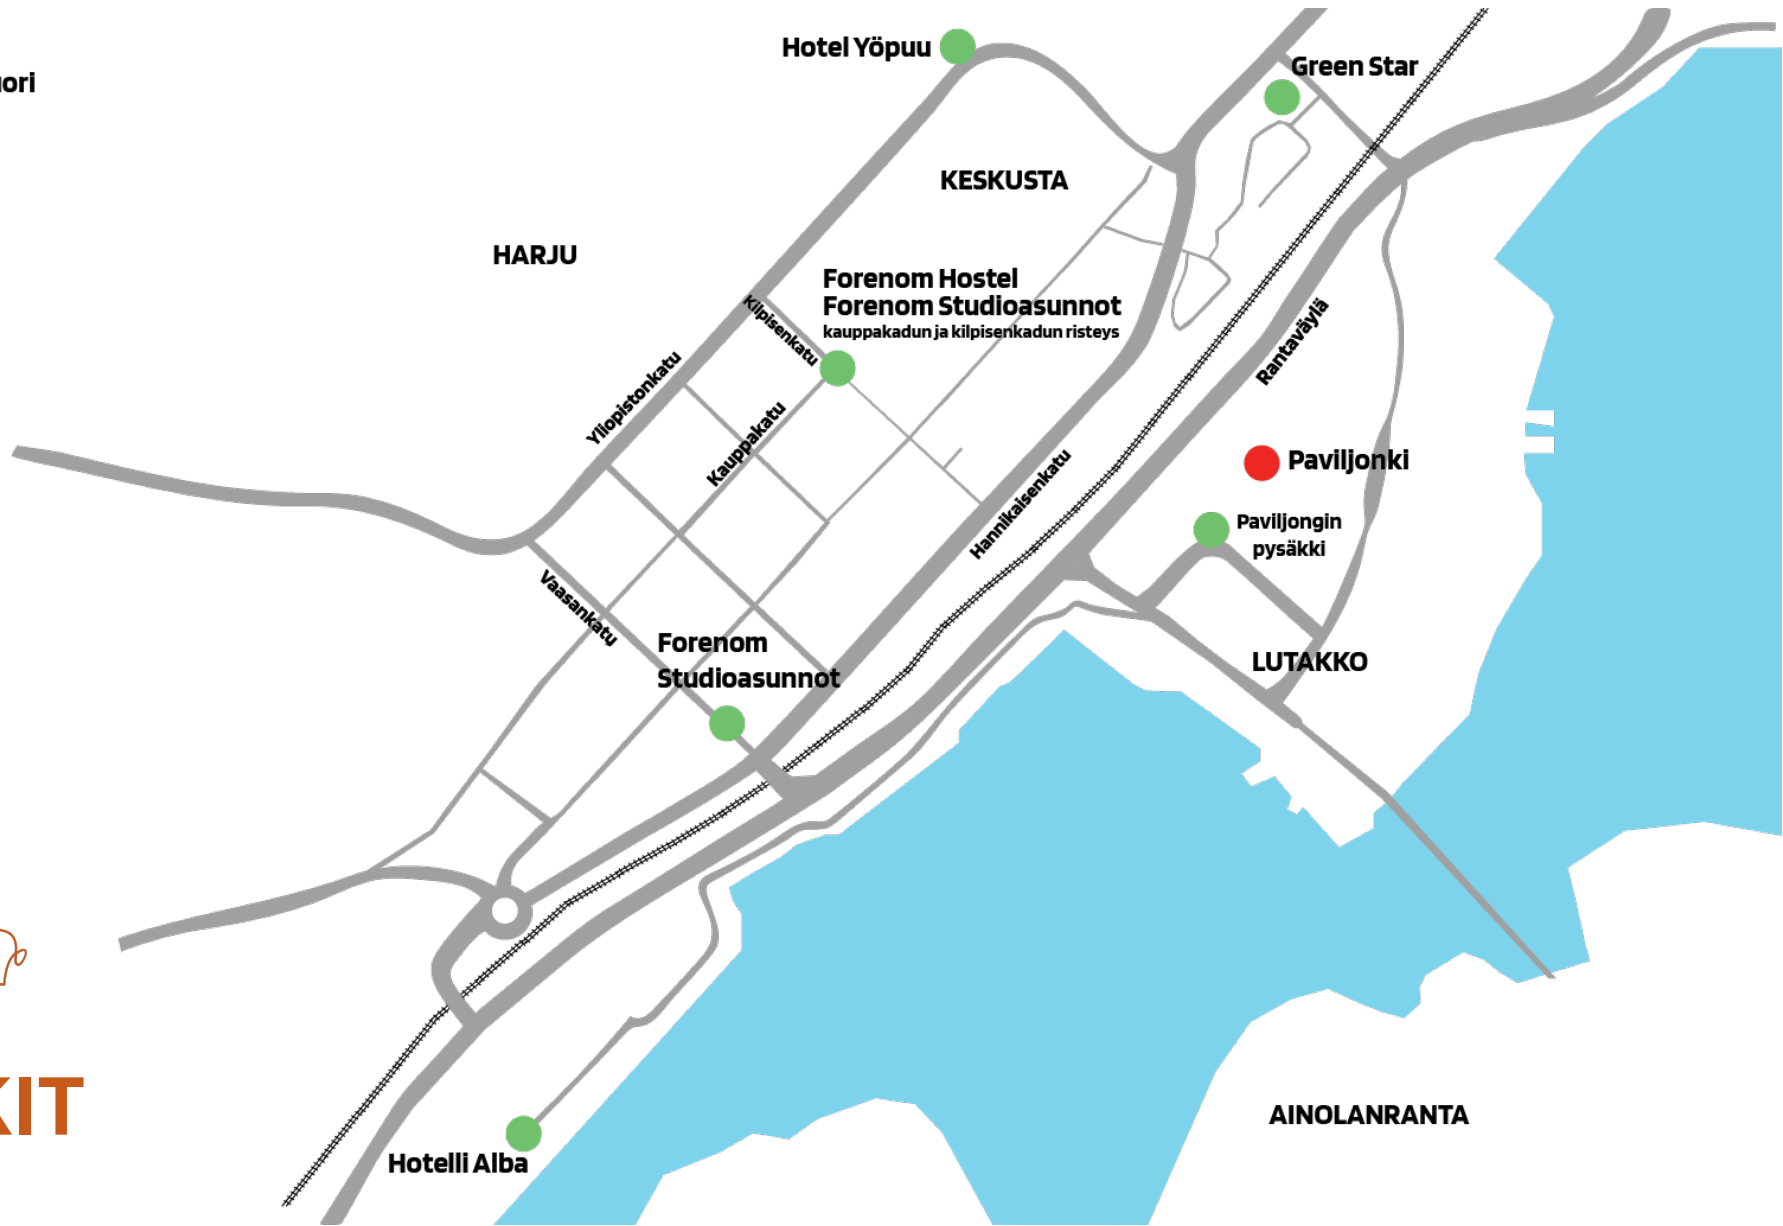 Hotel Yöpuu
Green Star
KESKUSTA
HARJU
Forenom Hostel
Forenom Studioasunnot
kauppakadun ja kilpisenkadun risteys
Kilpisenkatu
Yliopistonkatu
Kauppakatu
Rantaväylä
Hannikaisenkatu
Paviljonki
Paviljongin
pysäkki
Vaasankatu
Forenom
Studioasunnot
LUTAKKO
KIT
AINOLANRANTA
Hotelli Alba